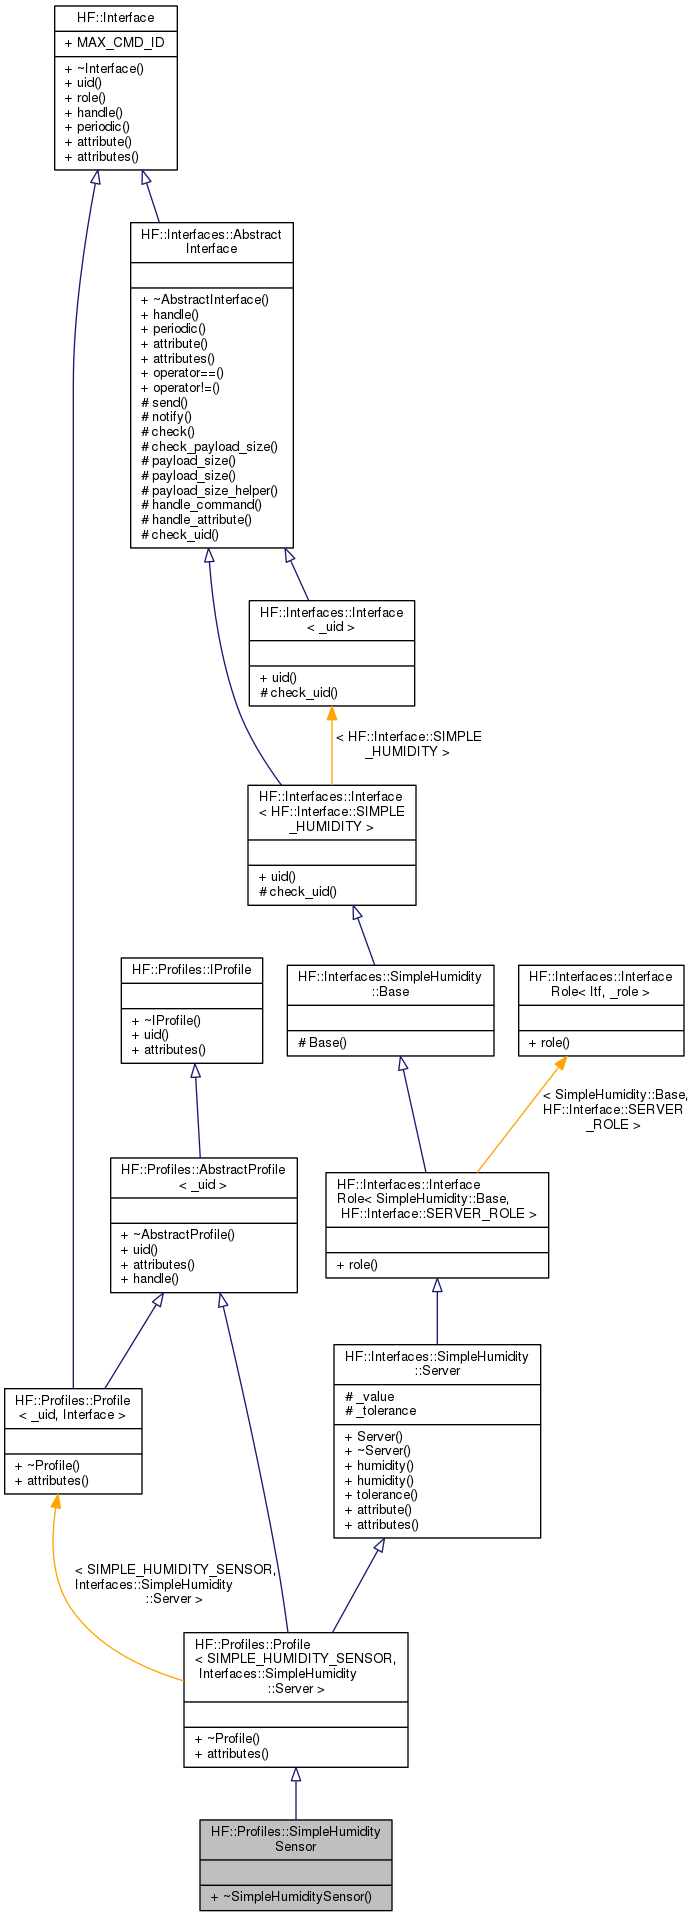 HF::Interface
+ MAX_CMD_ID
+ ~Interface()
+ uid()
+ role()
+ handle()
+ periodic()
+ attribute()
+ attributes()
HF::Interfaces::Abstract
Interface
+ ~AbstractInterface()
+ handle()
+ periodic()
+ attribute()
+ attributes()
+ operator==()
+ operator!=()
# send()
# notify()
# check()
# check_payload_size()
# payload_size()
# payload_size()
# payload_size_helper()
# handle_command()
# handle_attribute()
# check_uid()
HF::Interfaces::Interface
< _uid >
+ uid()
# check_uid()
< HF::Interface::SIMPLE
_HUMIDITY >
HF::Interfaces::Interface
< HF::Interface::SIMPLE
_HUMIDITY >
+ uid()
# check_uid()
HF::Profiles::IProfile
+ ~IProfile()
+ uid()
+ attributes()
HF::Interfaces::SimpleHumidity
::Base
# Base()
HF::Interfaces::Interface
Role< Itf, _role >
+ role()
< SimpleHumidity::Base,
HF::Interface::SERVER
_ROLE >
HF::Profiles::AbstractProfile
< _uid >
+ ~AbstractProfile()
+ uid()
+ attributes()
+ handle()
HF::Interfaces::Interface
Role< SimpleHumidity::Base,
HF::Interface::SERVER_ROLE >
+ role()
HF::Interfaces::SimpleHumidity
::Server
# _value
# _tolerance
+ Server()
+ ~Server()
+ humidity()
+ humidity()
+ tolerance()
+ attribute()
+ attributes()
HF::Profiles::Profile
< _uid, Interface >
+ ~Profile()
+ attributes()
< SIMPLE_HUMIDITY_SENSOR,
Interfaces::SimpleHumidity
::Server >
HF::Profiles::Profile
< SIMPLE_HUMIDITY_SENSOR,
Interfaces::SimpleHumidity
::Server >
+ ~Profile()
+ attributes()
HF::Profiles::SimpleHumidity
Sensor
+ ~SimpleHumiditySensor()